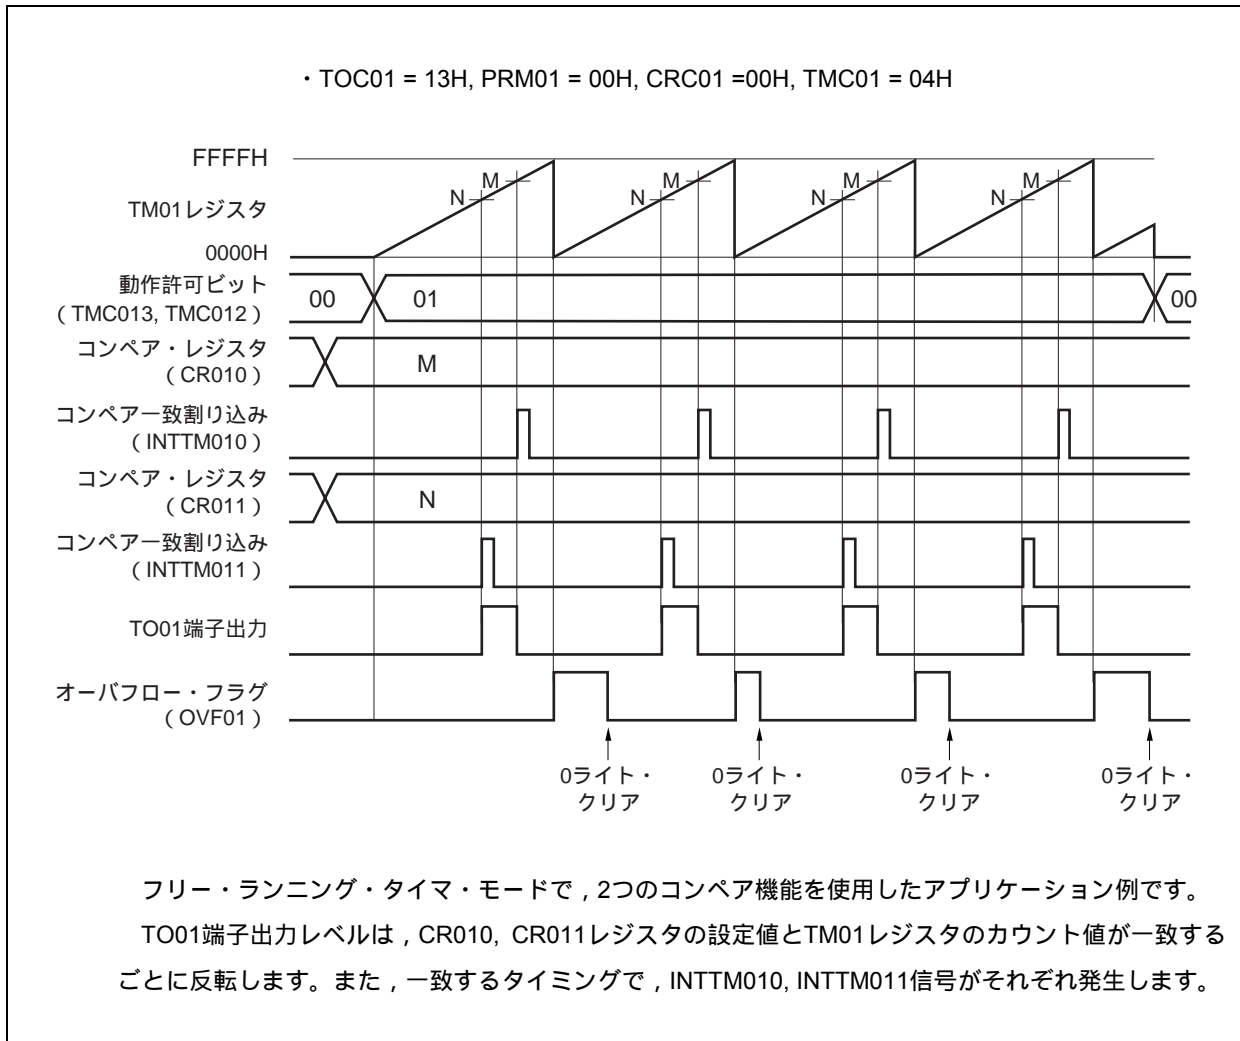 ・TOC01 = 13H, PRM01 = 00H, CRC01 =00H, TMC01 = 04H
FFFFH
M M M M
N N N N
TM01レジスタ
0000H
動作許可ビット
（TMC013, TMC012）
00 01 00
コンペア・レジスタ
（CR010）
M
コンペア一致割り込み
（INTTM010）
コンペア・レジスタ
（CR011）
N
コンペア一致割り込み
（INTTM011）
TO01端子出力
オーバフロー・フラグ
（OVF01）
0ライト・ 0ライト・ 0ライト・ 0ライト・
クリア クリア クリア クリア
フリー・ランニング・タイマ・モードで，2つのコンペア機能を使用したアプリケーション例です。
TO01端子出力レベルは，CR010, CR011レジスタの設定値とTM01レジスタのカウント値が一致する
ごとに反転します。また，一致するタイミングで，INTTM010, INTTM011信号がそれぞれ発生します。